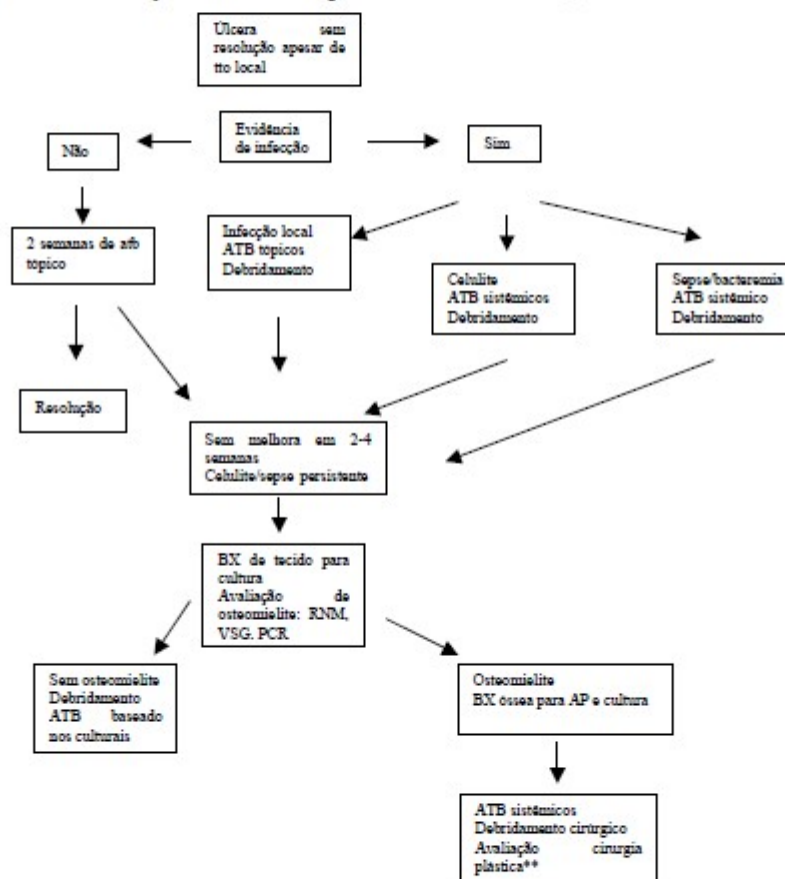 Úlcera sem
resolução apesar de
tto local
Evidência
de infecção
Não
Sim
2 semanas de atb
tópico
Infecção local
ATB tópicos
Debridamento
Celulite
ATB sistêmicos
Debridamento
Sepse/bacteremia
ATB sistêmico
Debridamento
Resolução
Sem melhora em 2-4
semanas
Celulite/sepse persistente
BX de tecido para
cultura
Avaliação de
osteomielite: RNM,
VSG. PCR
Sem osteomielite
Debridamento
ATB baseado
nos culturais
Osteomielite
BX óssea para AP e cultura
ATB sistêmicos
Debridamento cirúrgico
Avaliação cirurgia
plástica**